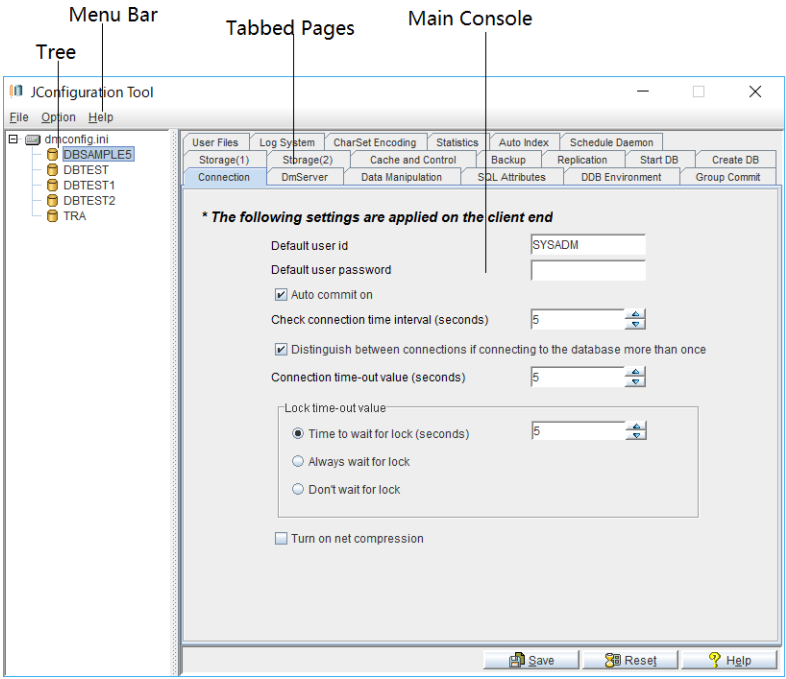 Menu Bar
Tabbed Pages
Main Console
Tree
JConfiguration Tool
File Option Help
dmconfig.ini
DBSAMPLE5
DBTEST
DBTEST1
DBTEST2
TRA
User Files Log System CharSet Encoding Statistics Auto Index Schedule Daemon
Storage(1) Storage(2) Cache and Control Backup Replication Start DB Create DB
Connection DmServer Data Manipulation SQL Attributes DDB Environment Group Commit
* The following settings are applied on the client end
Default user id SYSADM
Default user password
Auto commit on
Check connection time interval (seconds) 5
Distinguish between connections if connecting to the database more than once
Connection time-out value (seconds) 5
Lock time-out value
Time to wait for lock (seconds) 5
Always wait for lock
Don't wait for lock
Turn on net compression
Save Reset Help